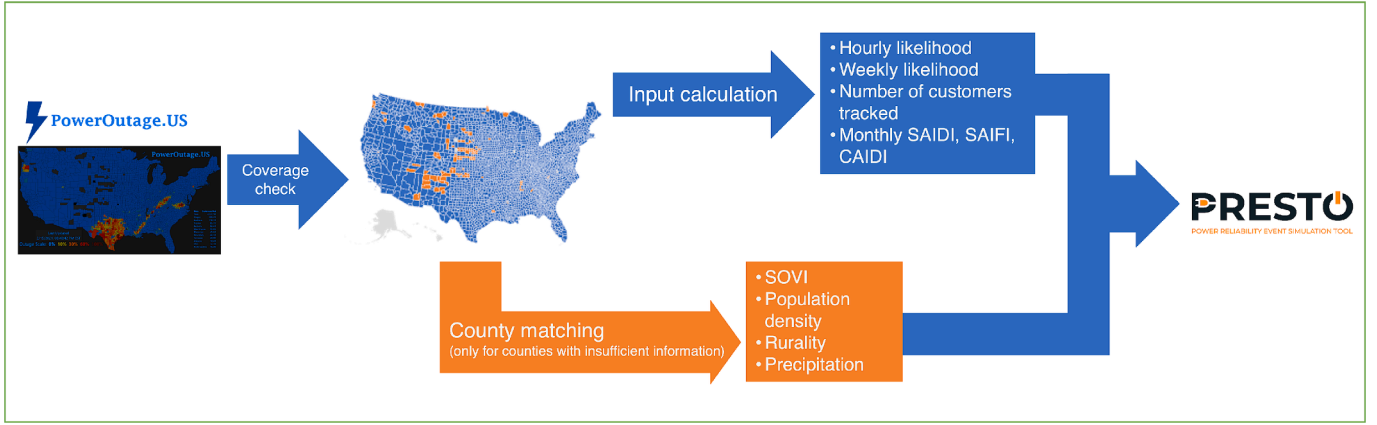 PowerOutage.US
PowerOutage.US
Coverage
check
Input calculation
• Hourly likelihood
• Weekly likelihood
• Number of customers
tracked
• Monthly SAIDI, SAIFI,
CAIDI
County matching
(only for counties with insufficient information)
• SOVI
• Population
density
• Rurality
• Precipitation
PRESTO
POWER RELIABILITY EVENT SIMULATION TOOL